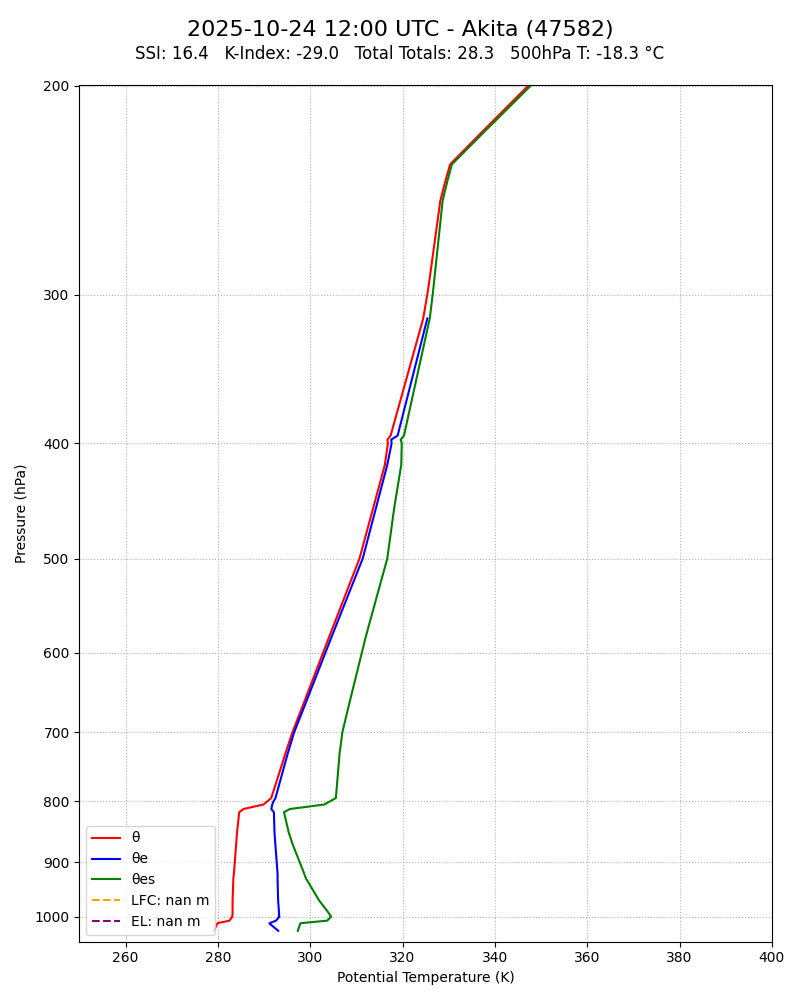 2025-10-24 12:00 UTC - Akita (47582)
SSI: 16.4   K-Index: -29.0   Total Totals: 28.3   500hPa T: -18.3 °C
200
300
400
500
600
700
800
900
1000
Pressure (hPa)
θ
θe
θes
LFC: nan m
EL: nan m
260
280
300
320
340
360
380
400
Potential Temperature (K)